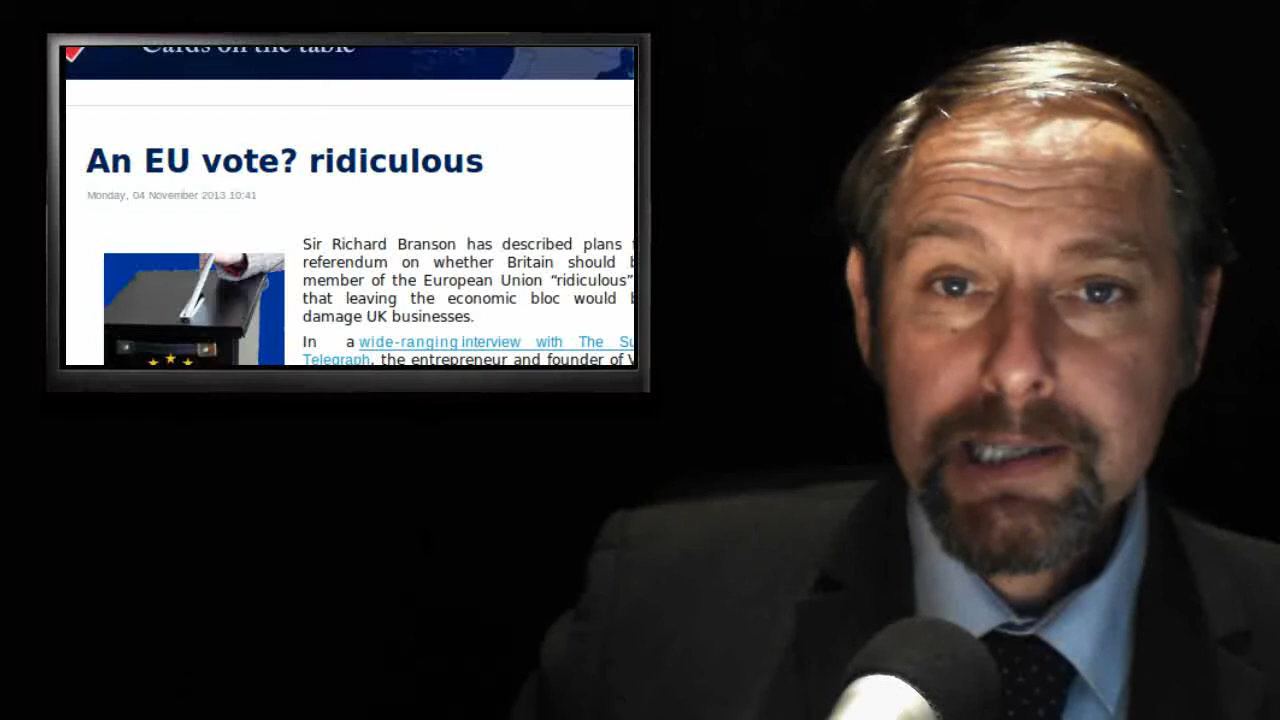 Cards on the table
An EU vote? ridiculous
Monday, 04 November 2013 10:41
Sir Richard Branson has described plans
referendum on whether Britain should
member of the European Union “ridiculous”
that leaving the economic bloc would
damage UK businesses.
In a wide-ranging interview with The
Telegraph, the entrepreneur and founder of